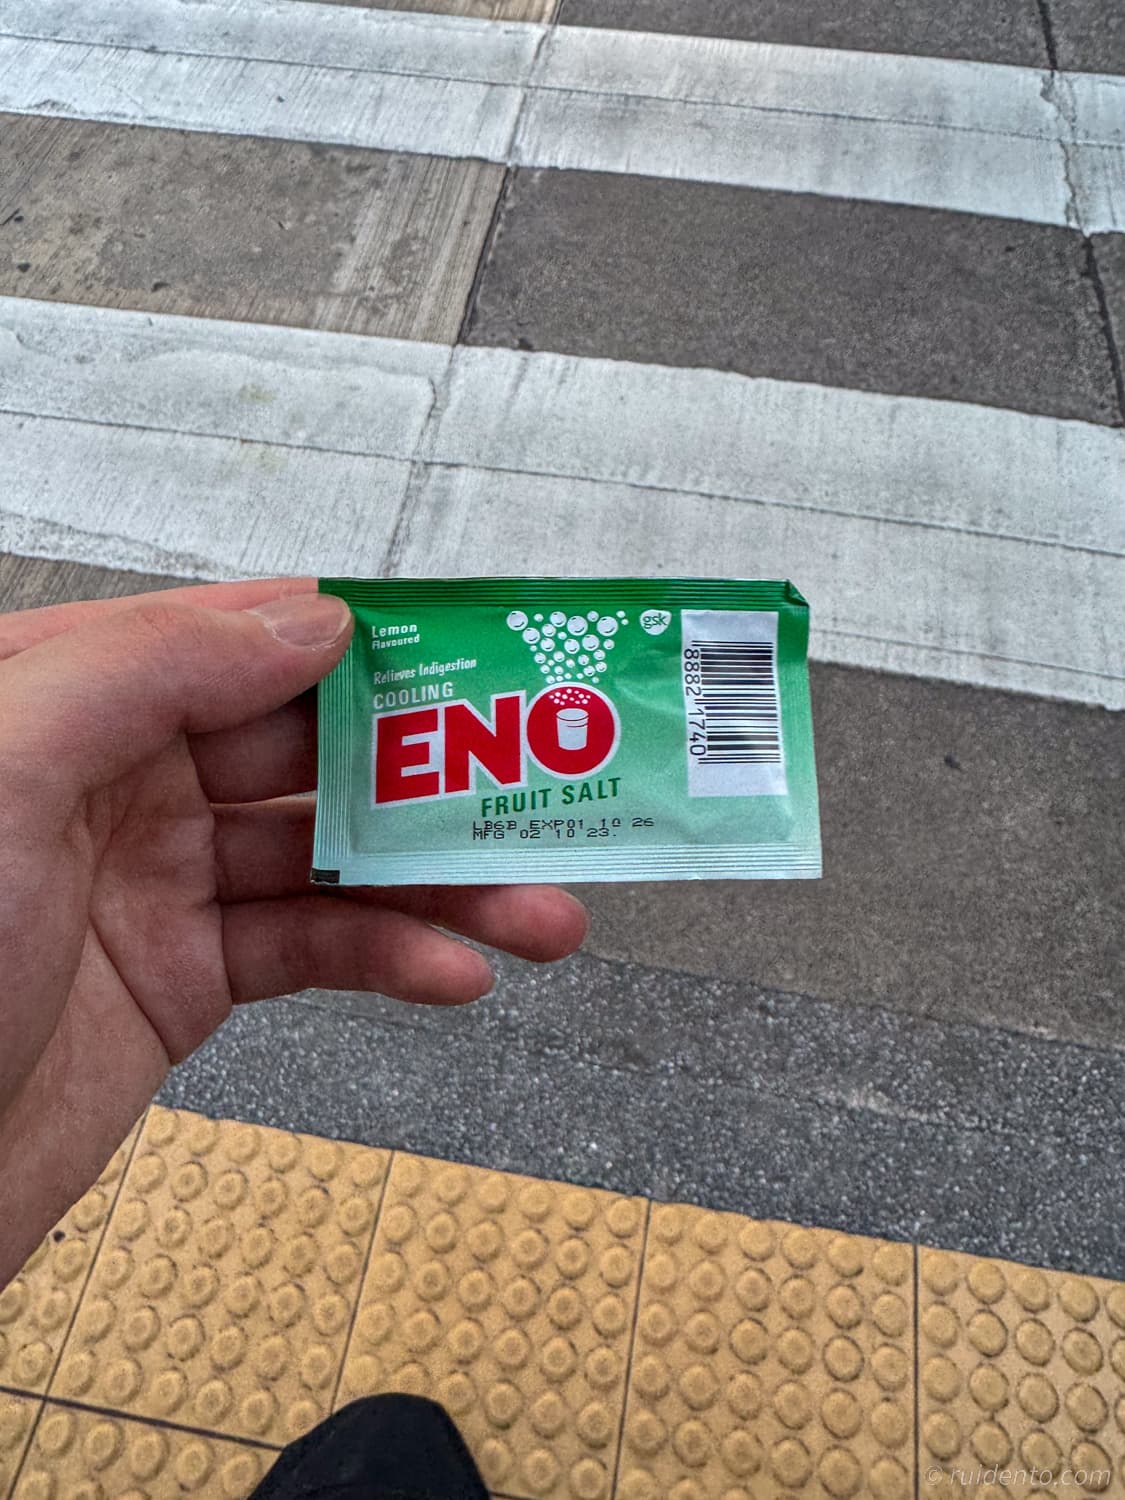 Lemon
Flavoured
gsk
Relieves Indigestion
COOLING
ENO
FRUIT SALT
LB6B EXP01 10 26
MFG 02 10 23.
8882 1740
© ruidento.com